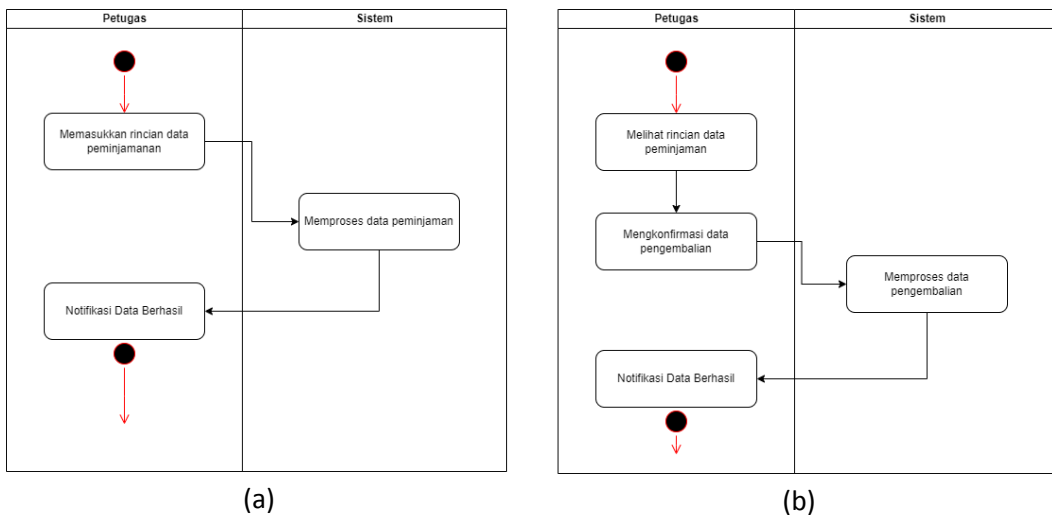 Petugas
Sistem
Memasukkan rincian data
peminjamanan
Memproses data peminjaman
Notifikasi Data Berhasil
(a)
Petugas
Sistem
Melihat rincian data
peminjaman
Mengkonfirmasi data
pengembalian
Memproses data
pengembalian
Notifikasi Data Berhasil
(b)